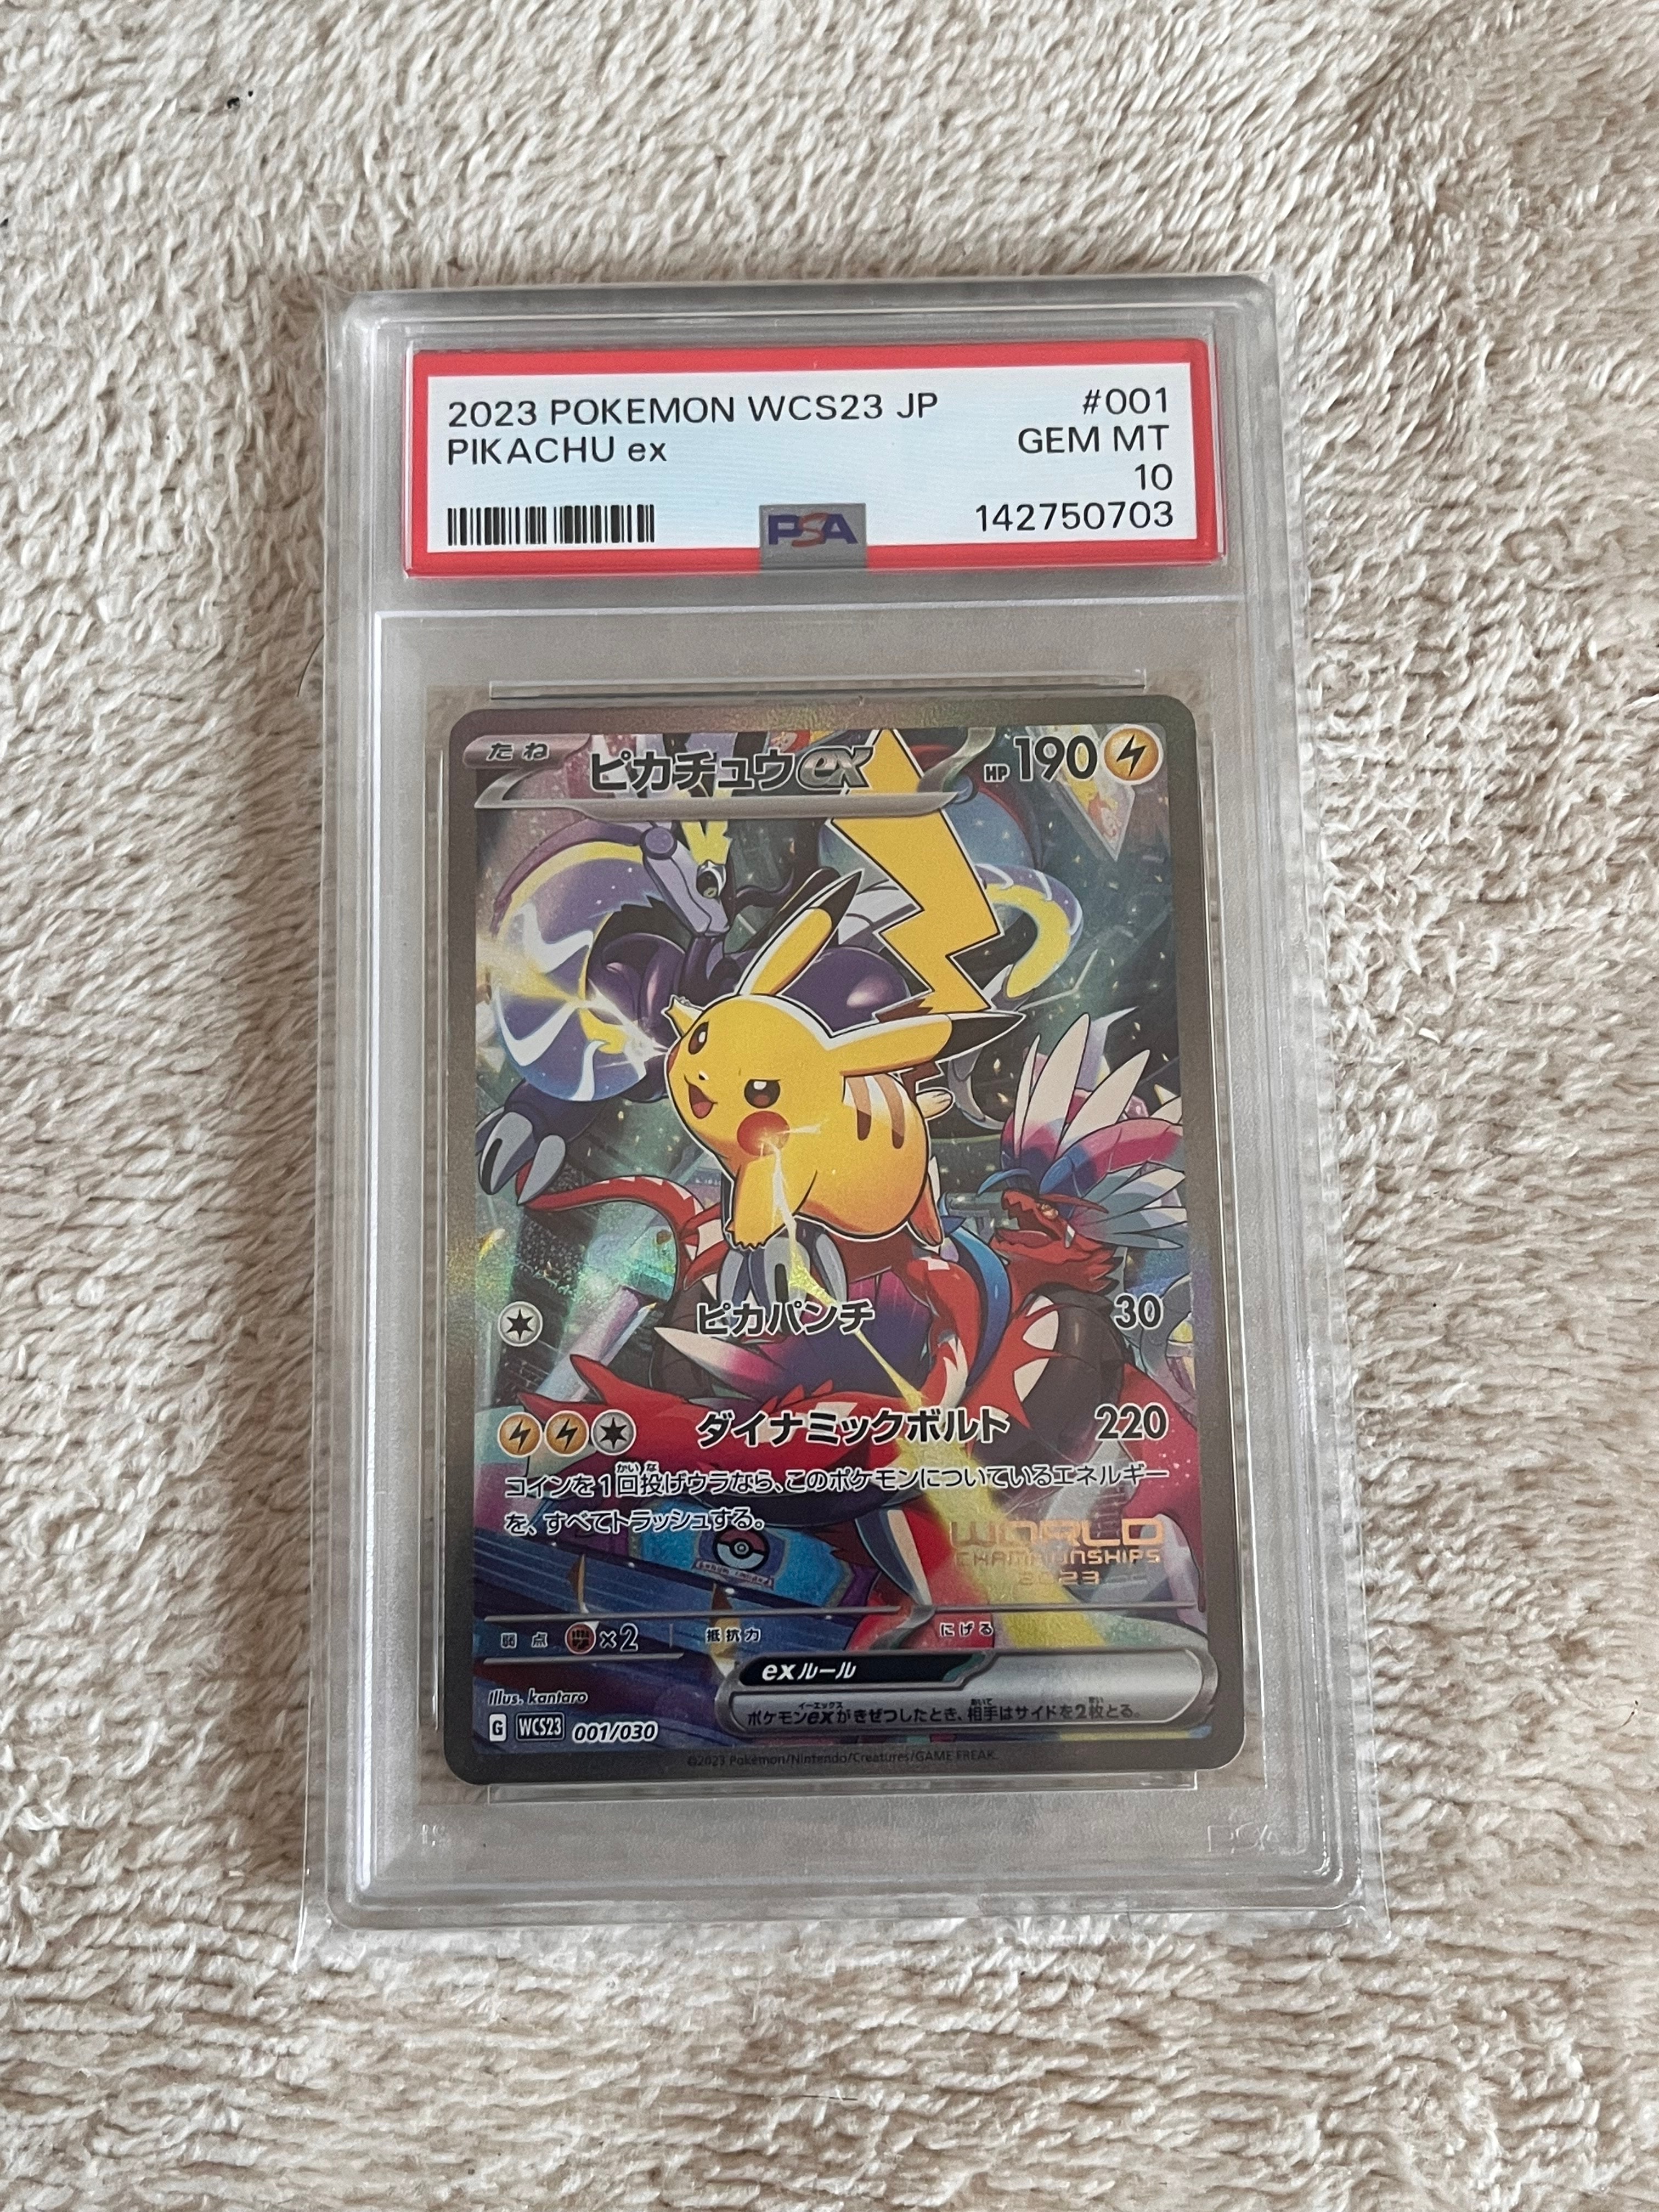 2023 POKEMON WCS23 JP #001
PIKACHU ex GEM MT
10
PSA 142750703
たね ピカチュウex HP 190
ピカパンチ 30
ダイナミックボルト 220
コインを1回投げウラなら、このポケモンについているエネルギー
を、すべてトラッシュする。
WORLD
CHAMPIONSHIPS
2023
弱点 ×2 抵抗力 にげる
exルール
ポケモンexがきぜつしたとき、相手はサイドを2枚とる。
Illus. kantaro
G WCS23 001/030
©2023 Pokémon/Nintendo/Creatures/GAME FREAK.
PSA